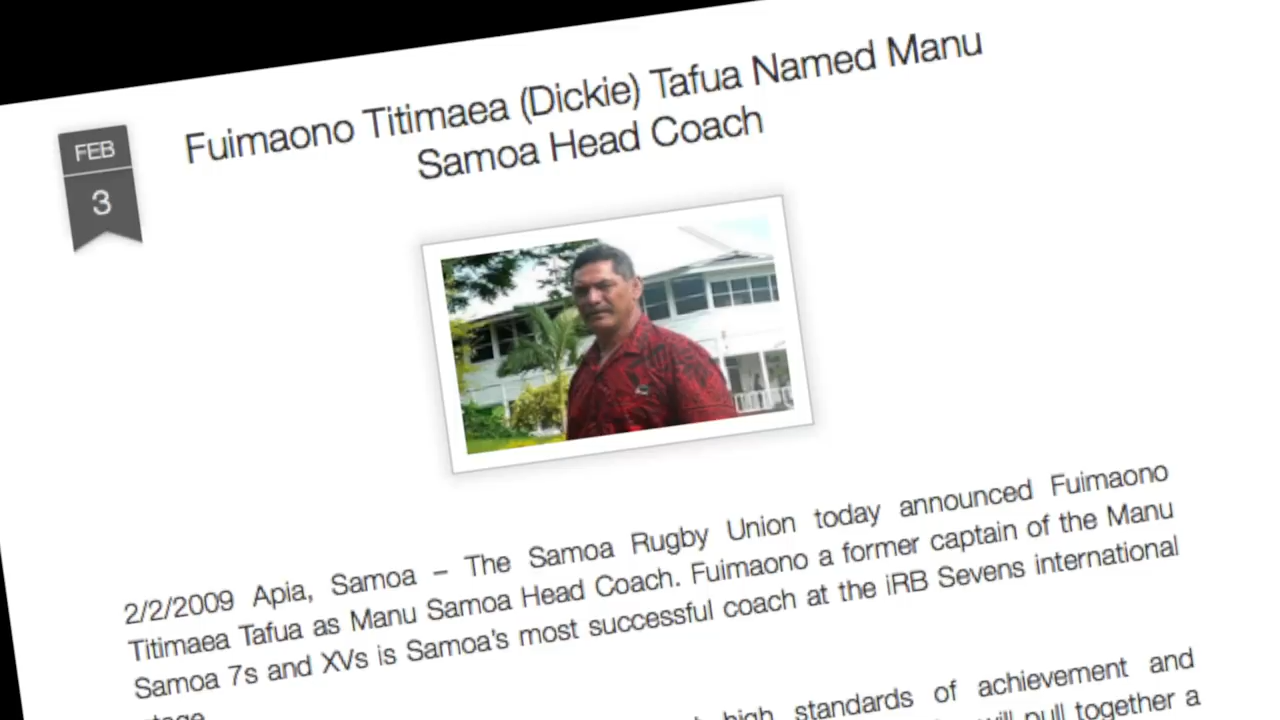 FEB
3
Fuimaono Titimaea (Dickie) Tafua Named Manu
Samoa Head Coach
2/2/2009 Apia, Samoa – The Samoa Rugby Union today announced Fuimaono
Titimaea Tafua as Manu Samoa Head Coach. Fuimaono a former captain of the Manu
Samoa 7s and XVs is Samoa's most successful coach at the iRB Sevens international
stage.
high standards of achievement and
will pull together a